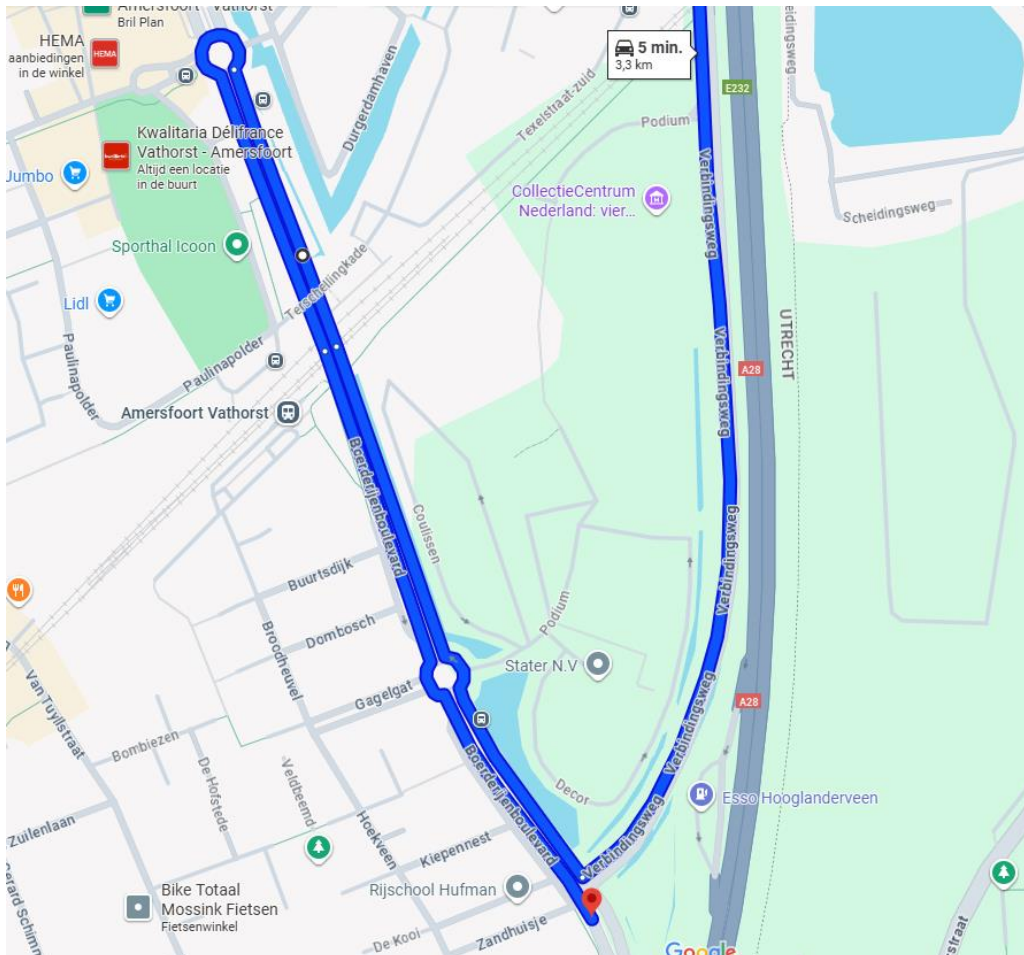 Amersfoort - Vathorst
Bril Plan
HEMA
aanbiedingen
in de winkel
HEMA
Kwalitaria Délifrance
Vathorst - Amersfoort
Altijd een locatie
in de buurt
Jumbo
Sporthal Icoon
Lidl
Paulinapolder
Paulinapolder
Terschellingkade
Durgerdamhaven
Texelstraat-zuid
5 min.
3,3 km
E232
Podium
CollectieCentrum
Nederland: vier...
Verbindingsweg
Scheidingsweg
Verbindingsweg
UTRECHT
A28
Amersfoort Vathorst
Boerderijenboulevard
Coulissen
Buurtsdijk
Dombosch
Broodheuvel
Podium
Verbindingsweg
Stater N.V
Gagelgat
Van Tuyllstraat
Bombiezen
De Hofstede
Veldbeemd
Verbindingsweg
A28
Decor
Esso Hooglanderveen
Boerderijenboulevard
Verbindingsweg
Zuilenlaan
Hoekveen
Kiepennest
Rijschool Hufman
Bike Totaal
Mossink Fietsen
Fietsenwinkel
De Kooi
Zandhuisje
Google